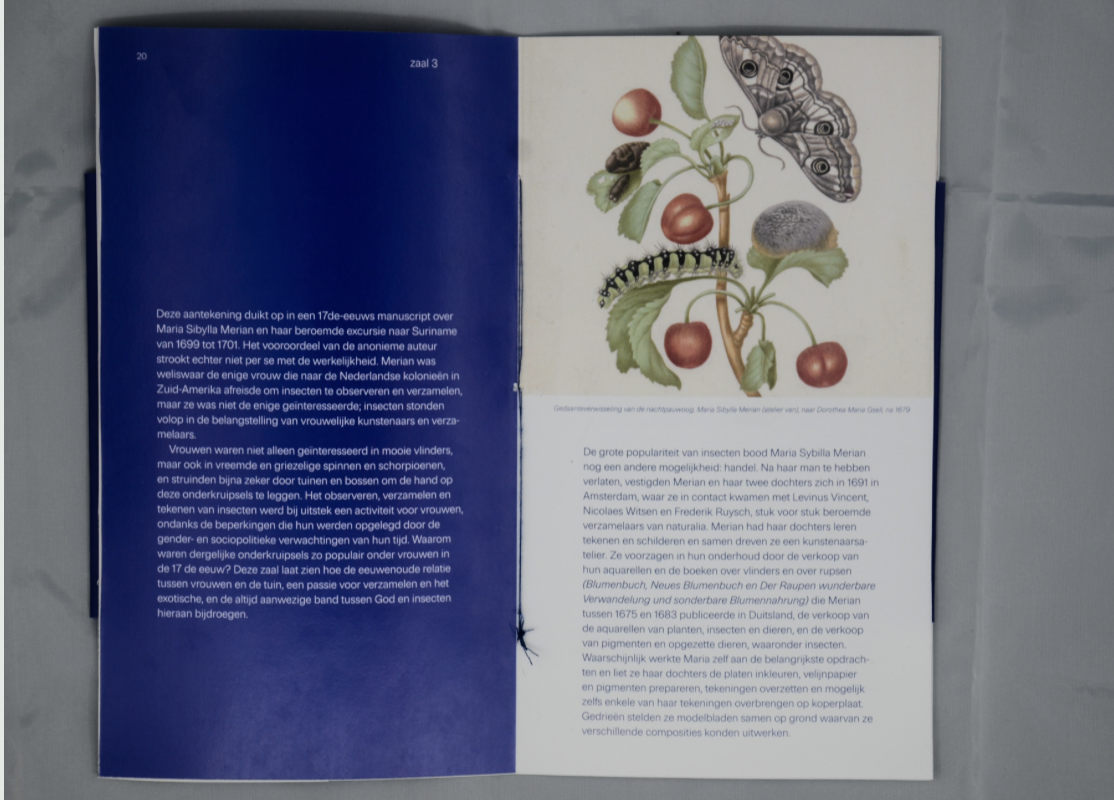 20
zaal 3
Deze aantekening duikt op in een 17de-eeuws manuscript over
Maria Sibylla Merian en haar beroemde excursie naar Suriname
van 1699 tot 1701. Het vooroordeel van de anonieme auteur
strookt echter niet per se met de werkelijkheid. Merian was
weliswaar de enige vrouw die naar de Nederlandse kolonieën in
Zuid-Amerika afreisde om insecten te observeren en verzamelen,
maar ze was niet de enige geïnteresseerde; insecten stonden
volop in de belangstelling van vrouwelijke kunstenaars en verza-
melaars.
Vrouwen waren niet alleen geïnteresseerd in mooie vlinders,
maar ook in vreemde en griezelige spinnen en schorpioenen,
en struinden bijna zeker door tuinen en bossen om de hand op
deze onderkruipsels te leggen. Het observeren, verzamelen en
tekenen van insecten werd bij uitstek een activiteit voor vrouwen,
ondanks de beperkingen die hun werden opgelegd door de
gender- en sociopolitieke verwachtingen van hun tijd. Waarom
waren dergelijke onderkruipsels zo populair onder vrouwen in
de 17 de eeuw? Deze zaal laat zien hoe de eeuwenoude relatie
tussen vrouwen en de tuin, een passie voor verzamelen en het
exotische, en de altijd aanwezige band tussen God en insecten
hieraan bijdroegen.
Gedaanteverwisseling van de nachtpauwoog, Maria Sibylla Merian (atelier van), naar Dorothea Maria Gsell, na 1679
De grote populariteit van insecten bood Maria Sybilla Merian
nog een andere mogelijkheid: handel. Na haar man te hebben
verlaten, vestigden Merian en haar twee dochters zich in 1691 in
Amsterdam, waar ze in contact kwamen met Levinus Vincent,
Nicolaes Witsen en Frederik Ruysch, stuk voor stuk beroemde
verzamelaars van naturalia. Merian had haar dochters leren
tekenen en schilderen en samen dreven ze een kunstenaarsa-
telier. Ze voorzagen in hun onderhoud door de verkoop van
hun aquarellen en de boeken over vlinders en over rupsen
(Blumenbuch, Neues Blumenbuch en Der Raupen wunderbare
Verwandelung und sonderbare Blumennahrung) die Merian
tussen 1675 en 1683 publiceerde in Duitsland, de verkoop van
de aquarellen van planten, insecten en dieren, en de verkoop
van pigmenten en opgezette dieren, waaronder insecten.
Waarschijnlijk werkte Maria zelf aan de belangrijkste opdrach-
ten en liet ze haar dochters de platen inkleuren, velijnpapier
en pigmenten prepareren, tekeningen overzetten en mogelijk
zelfs enkele van haar tekeningen overbrengen op koperplaat.
Gedrieën stelden ze modelbladen samen op grond waarvan ze
verschillende composities konden uitwerken.